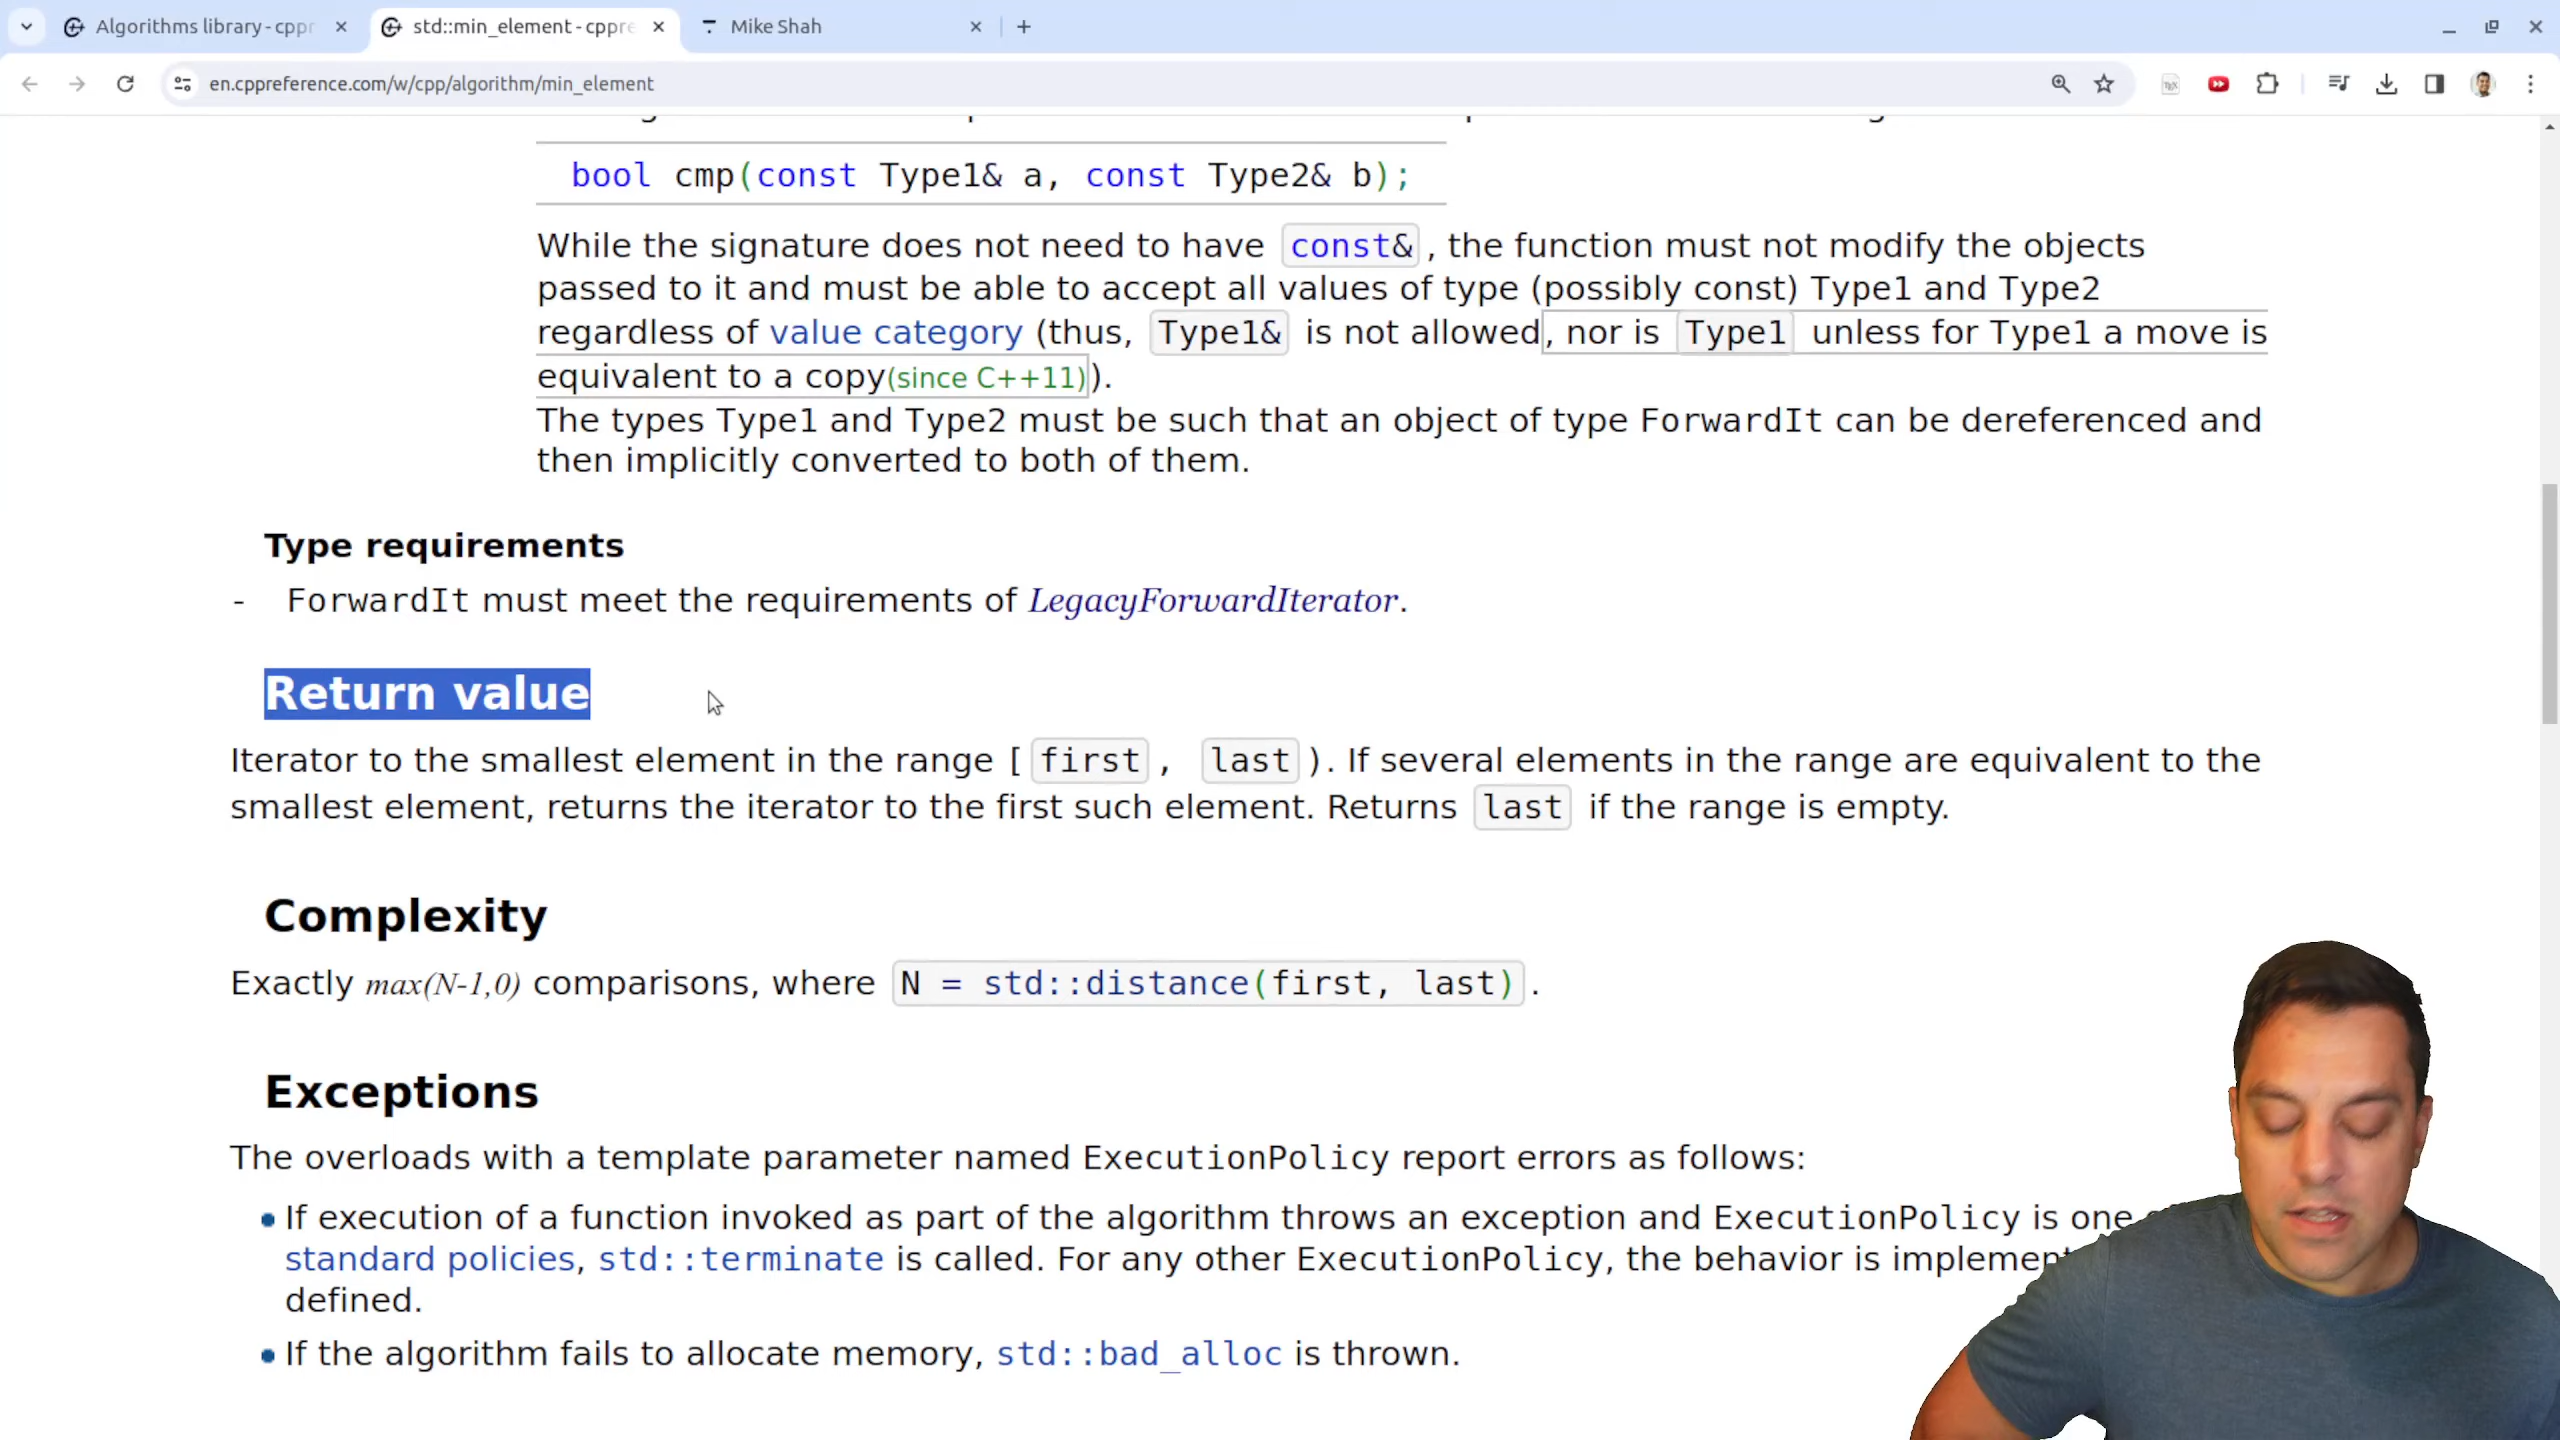 Algorithms library - cppr
std::min_element - cppre
Mike Shah
en.cppreference.com/w/cpp/algorithm/min_element
bool cmp(const Type1& a, const Type2& b);
While the signature does not need to have const& , the function must not modify the objects
passed to it and must be able to accept all values of type (possibly const) Type1 and Type2
regardless of value category (thus, Type1& is not allowed, nor is Type1 unless for Type1 a move is
equivalent to a copy(since C++11)).
The types Type1 and Type2 must be such that an object of type ForwardIt can be dereferenced and
then implicitly converted to both of them.
Type requirements
- ForwardIt must meet the requirements of LegacyForwardIterator.
Return value
Iterator to the smallest element in the range [ first , last ). If several elements in the range are equivalent to the
smallest element, returns the iterator to the first such element. Returns last if the range is empty.
Complexity
Exactly max(N-1,0) comparisons, where N = std::distance(first, last) .
Exceptions
The overloads with a template parameter named ExecutionPolicy report errors as follows:
• If execution of a function invoked as part of the algorithm throws an exception and ExecutionPolicy is one
standard policies, std::terminate is called. For any other ExecutionPolicy, the behavior is implement
defined.
• If the algorithm fails to allocate memory, std::bad_alloc is thrown.